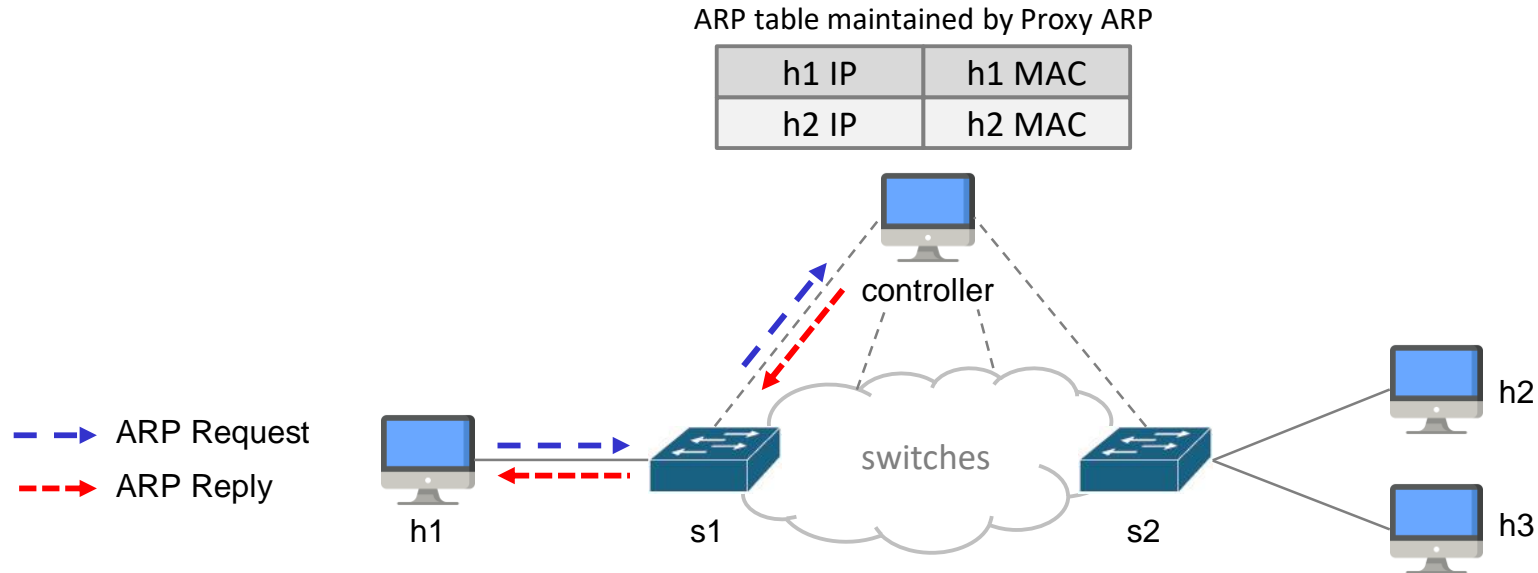 ARP table maintained by Proxy ARP
h1 IP h1 MAC
h2 IP h2 MAC
controller
ARP Request
ARP Reply
h1
s1
switches
s2
h2
h3